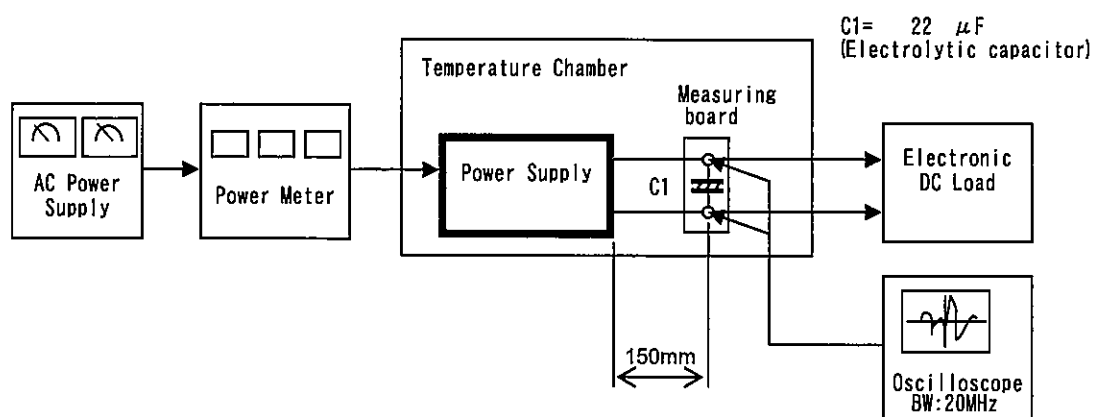 C1= 22 μF
(Electrolytic capacitor)
Temperature Chamber
Measuring
board
AC Power
Supply
Power Meter
Power Supply
C1
Electronic
DC Load
150mm
Oscilloscope
BW:20MHz